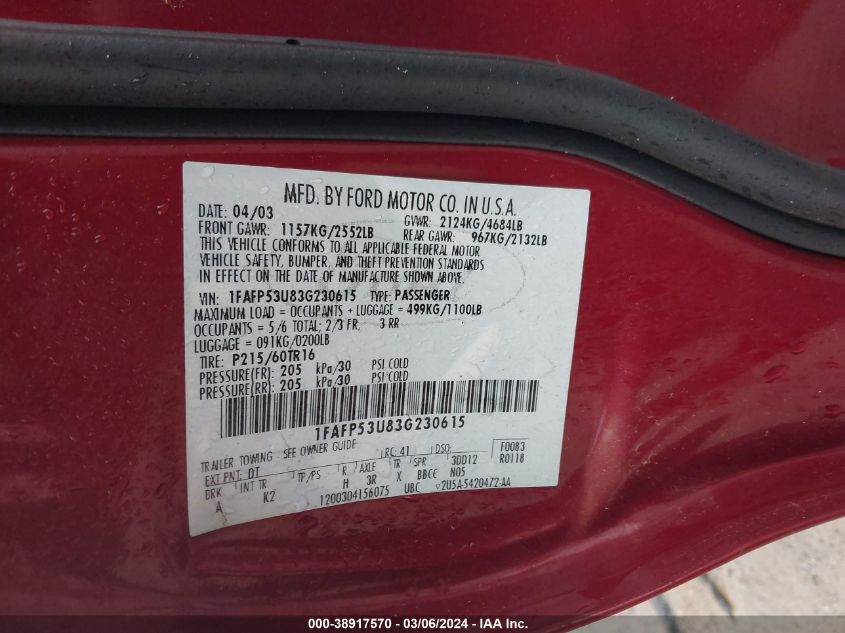 MFD. BY FORD MOTOR CO. IN U.S.A.
DATE: 04/03 GVWR: 2124KG/4684LB
FRONT GAWR: 1157KG/2552LB REAR GAWR: 967KG/2132LB
THIS VEHICLE CONFORMS TO ALL APPLICABLE FEDERAL MOTOR
VEHICLE SAFETY, BUMPER, AND THEFT PREVENTION STANDARDS
IN EFFECT ON THE DATE OF MANUFACTURE SHOWN ABOVE.
VIN: 1FAFP53U83G230615 TYPE: PASSENGER
MAXIMUM LOAD = OCCUPANTS + LUGGAGE = 499KG/1100LB
OCCUPANTS = 5/6 TOTAL: 2/3 FR, 3 RR
LUGGAGE = 091KG/0200LB
TIRE: P215/60TR16
PRESSURE(FR) 205 kPa/30 PSI COLD
PRESSURE(RR) 205 kPa/30 PSI COLD
1FAFP53U83G230615
TRAILER TOWING - SEE OWNER GUIDE F0083
EXT PNT: DT RC: 41 DSO: R0118
BRK INT TR TP/PS R AXLE TR SPR 3DD12
A K2 H 3R X BBCC N05
1200304156075 UBC ▽2U5A-5420472-AA
000-38917570 - 03/06/2024 - IAA Inc.